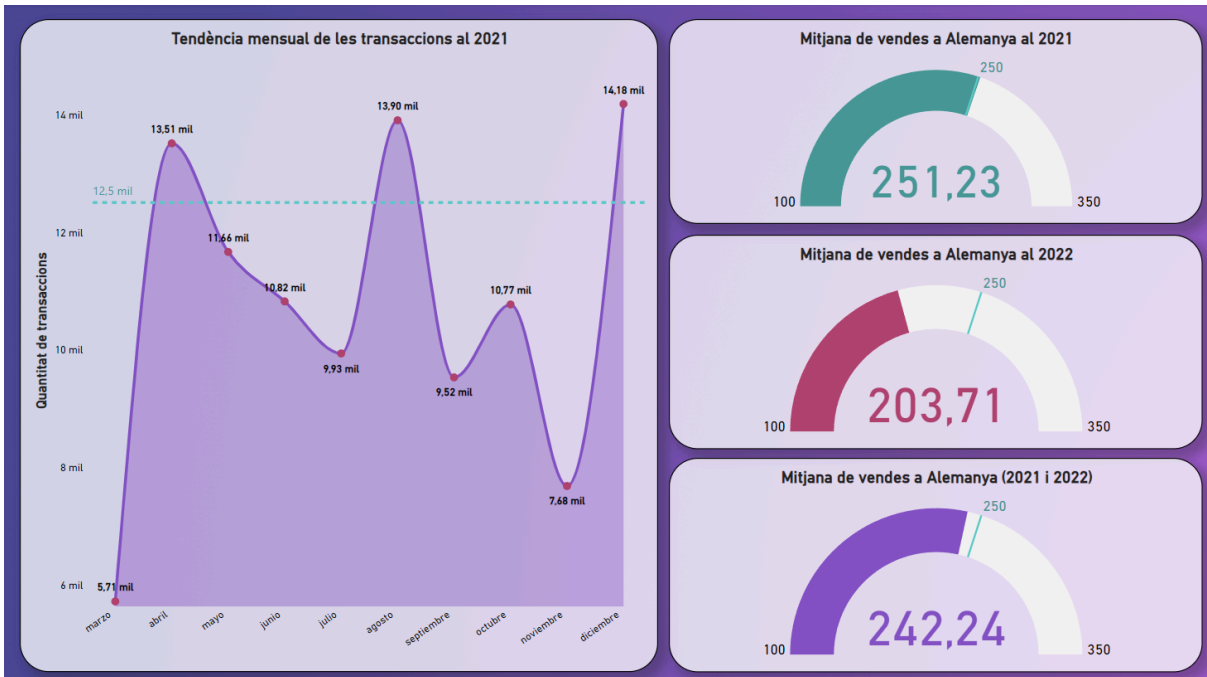 Tendència mensual de les transaccions al 2021
Quantitat de transaccions
14 mil
12,5 mil
12 mil
10 mil
8 mil
6 mil
5,71 mil
13,51 mil
11,66 mil
10,82 mil
9,93 mil
13,90 mil
9,52 mil
10,77 mil
7,68 mil
14,18 mil
marzo
abril
mayo
junio
julio
agosto
septiembre
octubre
noviembre
diciembre
Mitjana de vendes a Alemanya al 2021
250
251,23
100
350
Mitjana de vendes a Alemanya al 2022
250
203,71
100
350
Mitjana de vendes a Alemanya (2021 i 2022)
250
242,24
100
350